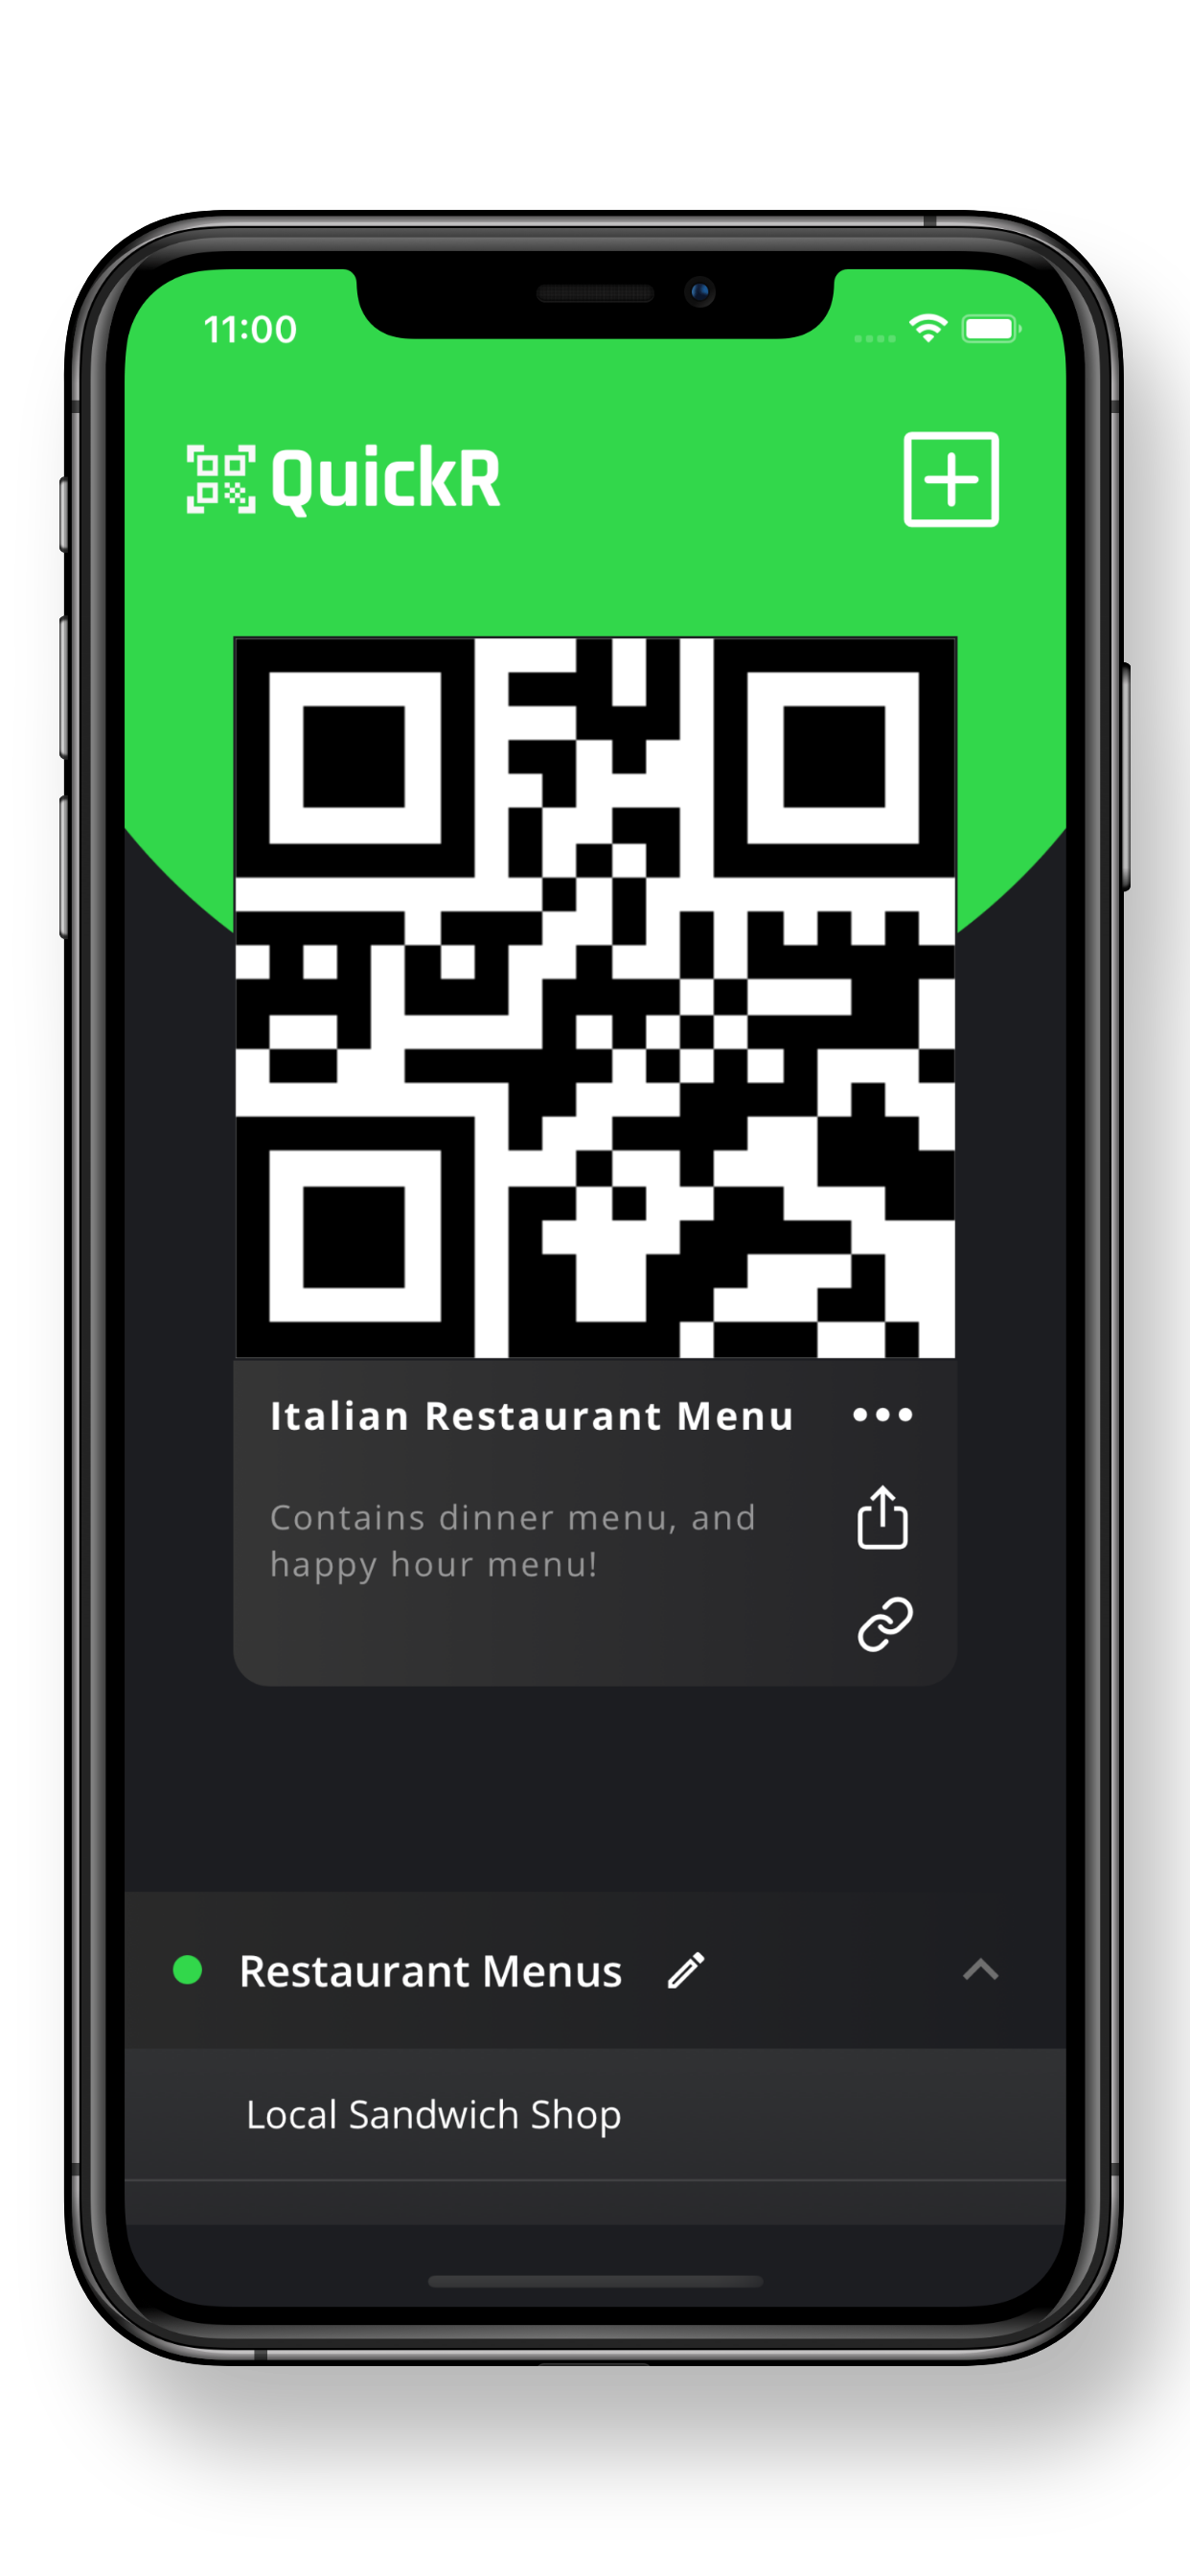 11:00
QuickR
Italian Restaurant Menu
Contains dinner menu, and
happy hour menu!
Restaurant Menus
Local Sandwich Shop